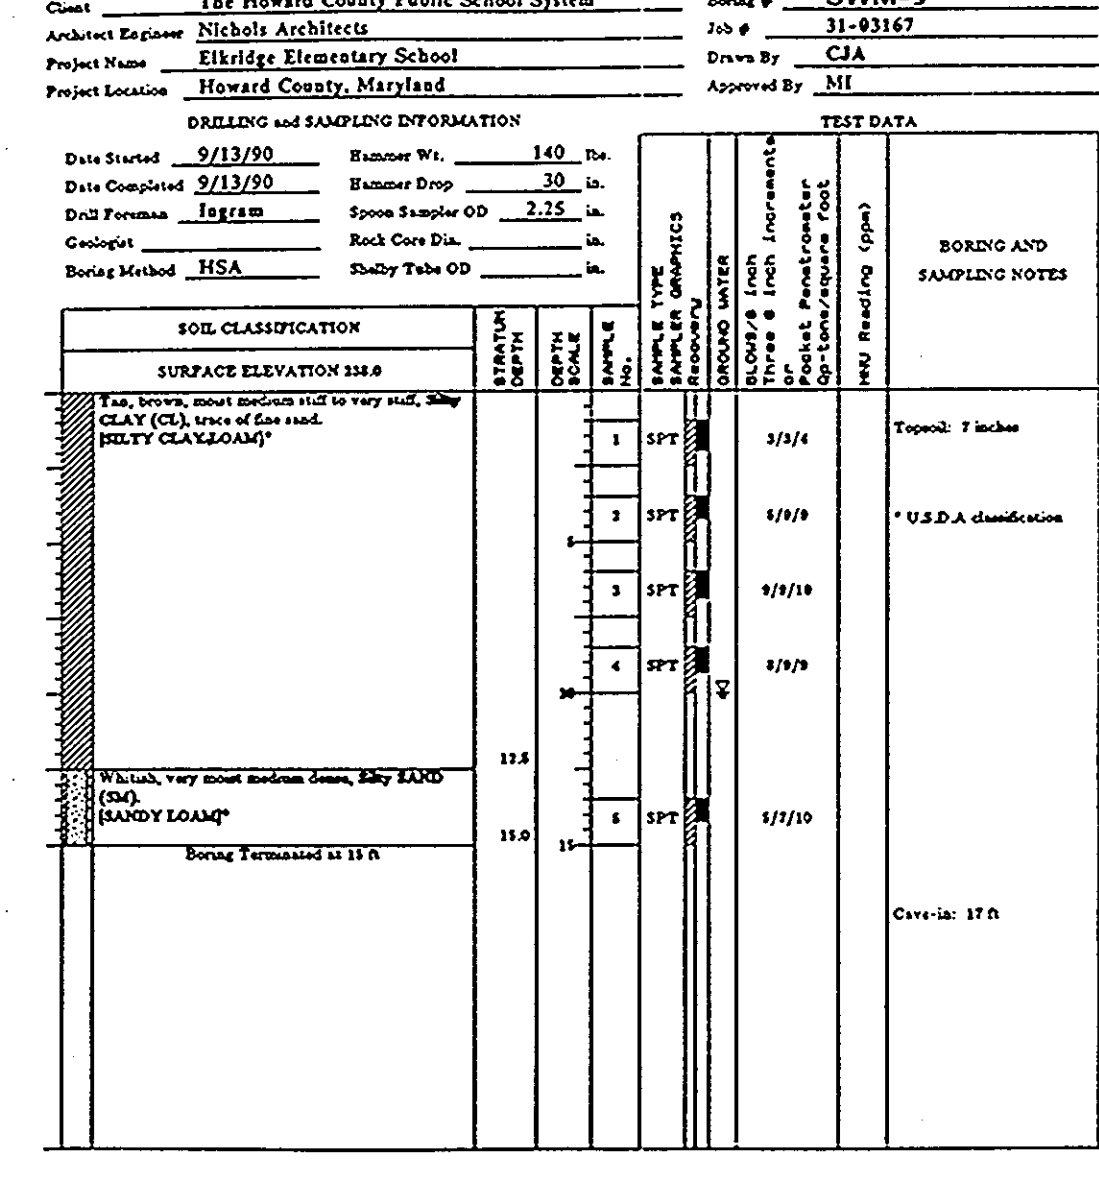 Client The Howard County Public School System
Architect Engineer Nichols Architects
Job # 31-03167
Project Name Elkridge Elementary School
Drawn By CJA
Project Location Howard County, Maryland
Approved By MI
DRILLING and SAMPLING INFORMATION
TEST DATA
Date Started 9/13/90
Hammer Wt. 140 lbs.
Date Completed 9/13/90
Hammer Drop 30 in.
Drill Foreman Ingram
Spoon Sampler OD 2.25 in.
Geologist
Rock Core Dia. in.
Boring Method HSA
Shelby Tube OD in.
SOIL CLASSIFICATION
SURFACE ELEVATION 238.0
STRATUM DEPTH
DEPTH SCALE
SAMPLE No.
SAMPLE TYPE
SAMPLER GRAPHICS
Recovery
GROUND WATER
BLOWS/6 Inch
Three 6 Inch Increments
or
Pocket Penetrometer
Qp-tons/square foot
HNU Reading (ppm)
BORING AND
SAMPLING NOTES
Tan, brown, moist medium stiff to very stiff, Silty
CLAY (CL), trace of fine sand.
[SILTY CLAY LOAM]*
1 SPT 3/3/4
Topsoil: 7 inches
2 SPT
* U.S.D.A classification
5
3 SPT 9/9/10
4 SPT 8/9/9
10
12.5
Whitish, very moist medium dense, Silty SAND
(SM).
[SANDY LOAM]*
5 SPT 5/7/10
15.0
15
Boring Terminated at 15 ft
Cave-in: 17 ft